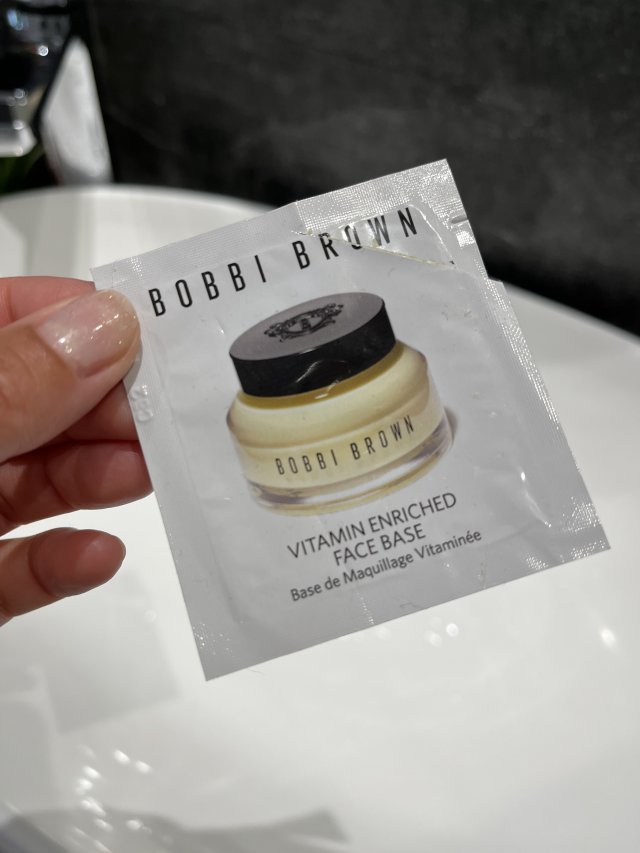 BOBBI BROWN
BOBBI BROWN
VITAMIN ENRICHED
FACE BASE
Base de Maquillage Vitaminée